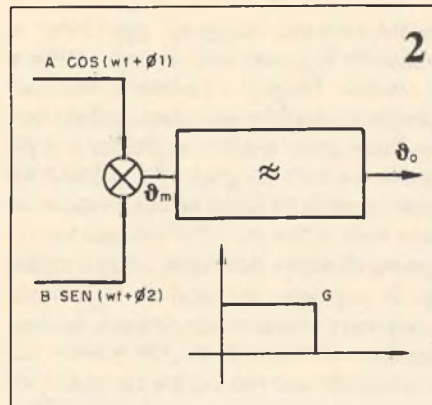 2
A COS(wt+Ø1)
ϑm
≈
ϑo
B SEN(wt+Ø2)
G